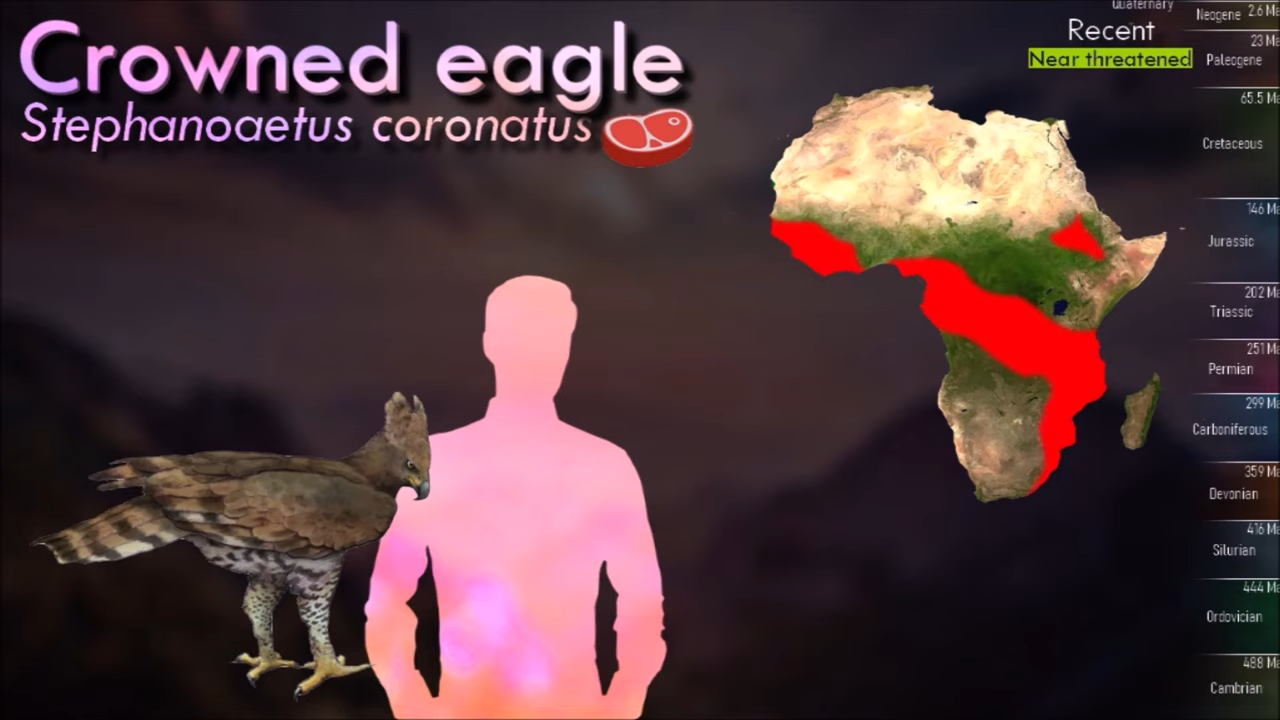 Crowned eagle
Stephanoaetus coronatus
Quaternary
Recent
Near threatened
2.6 Ma
Neogene
23 Ma
Paleogene
65.5 Ma
Cretaceous
146 Ma
Jurassic
202 Ma
Triassic
251 Ma
Permian
299 Ma
Carboniferous
359 Ma
Devonian
416 Ma
Silurian
444 Ma
Ordovician
488 Ma
Cambrian